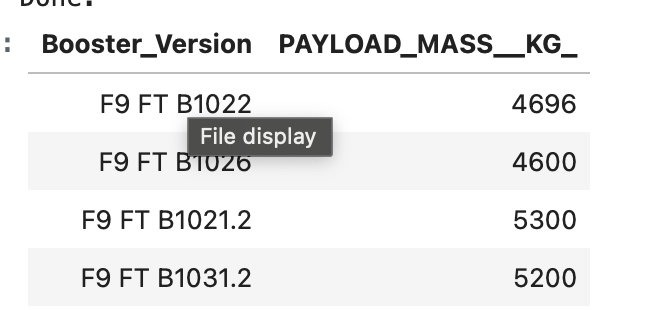 Done.
: Booster_Version PAYLOAD_MASS__KG_
F9 FT B1022 4696
File display
F9 FT B1026 4600
F9 FT B1021.2 5300
F9 FT B1031.2 5200